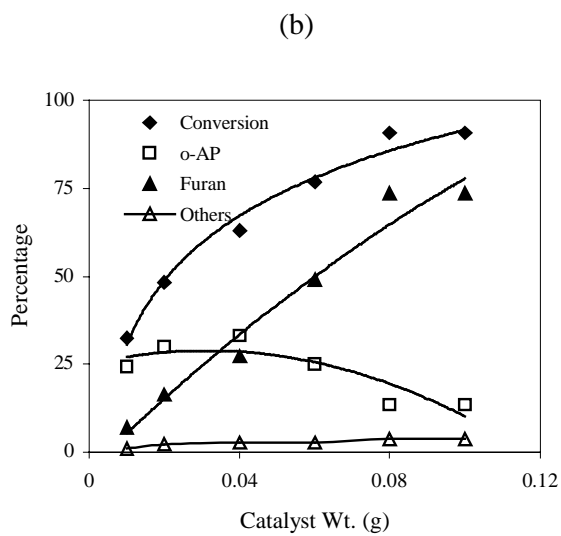 (b)
100
75
50
25
0
Percentage
Conversion
o-AP
Furan
Others
0
0.04
0.08
0.12
Catalyst Wt. (g)